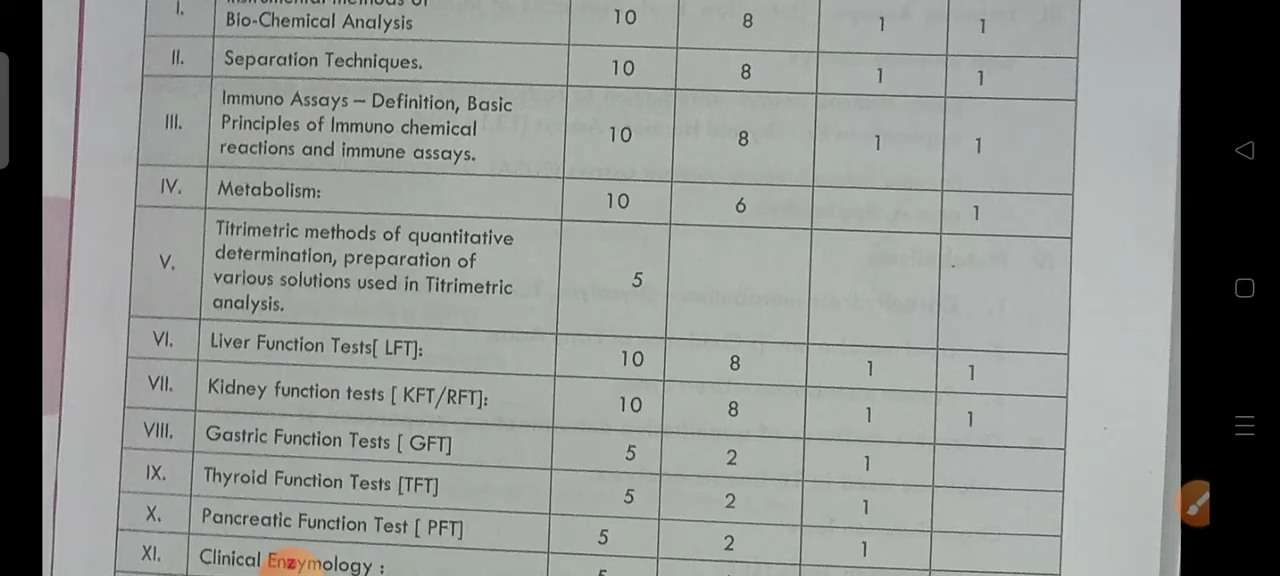 I.
Bio-Chemical Analysis 10 8 1 1
II. Separation Techniques. 10 8 1 1
Immuno Assays – Definition, Basic
III. Principles of Immuno chemical 10 8 1 1
reactions and immune assays.
IV. Metabolism: 10 6 1
Titrimetric methods of quantitative
V. determination, preparation of
various solutions used in Titrimetric 5
analysis.
VI. Liver Function Tests[ LFT]: 10 8 1 1
VII. Kidney function tests [ KFT/RFT]: 10 8 1 1
VIII. Gastric Function Tests [ GFT] 5 2 1
IX. Thyroid Function Tests [TFT] 5 2 1
X. Pancreatic Function Test [ PFT] 5 2 1
XI. Clinical Enzymology :